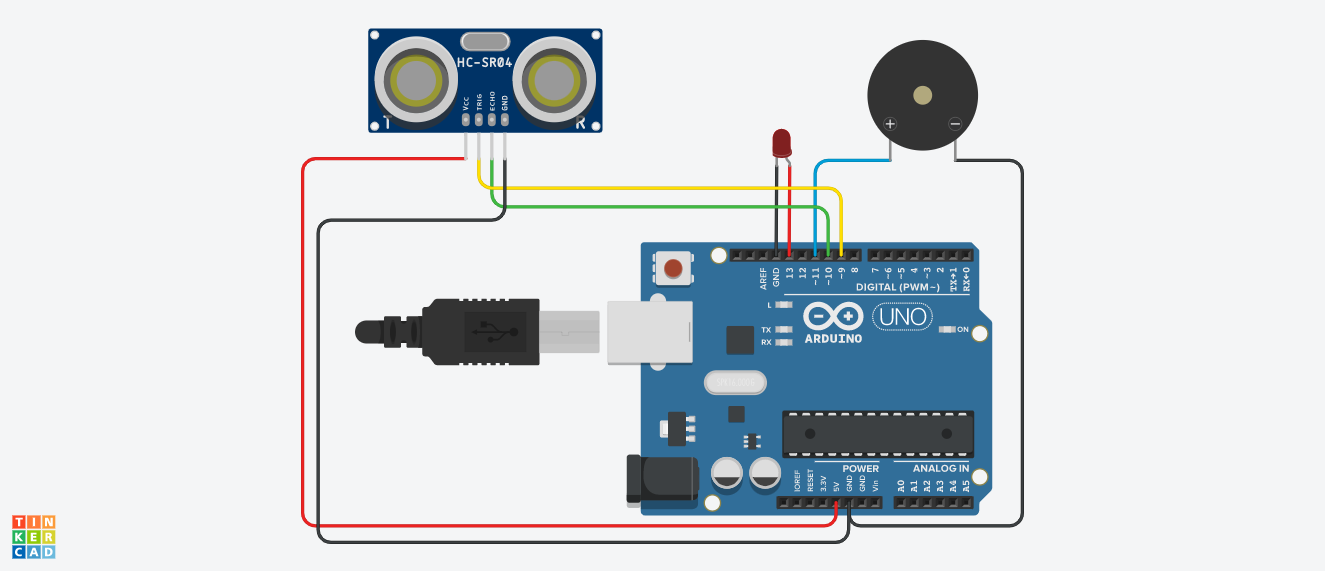 HC-SR04
VCC
TRIG
ECHO
GND
T
R
+
−
AREF
GND
13
12
~11
~10
~9
8
7
~6
~5
4
~3
2
TX→1
RX←0
DIGITAL (PWM~)
L
TX
RX
ARDUINO
UNO
ON
POWER
ANALOG IN
IOREF
RESET
3.3V
5V
GND
GND
Vin
A0
A1
A2
A3
A4
A5
TIN
KER
CAD